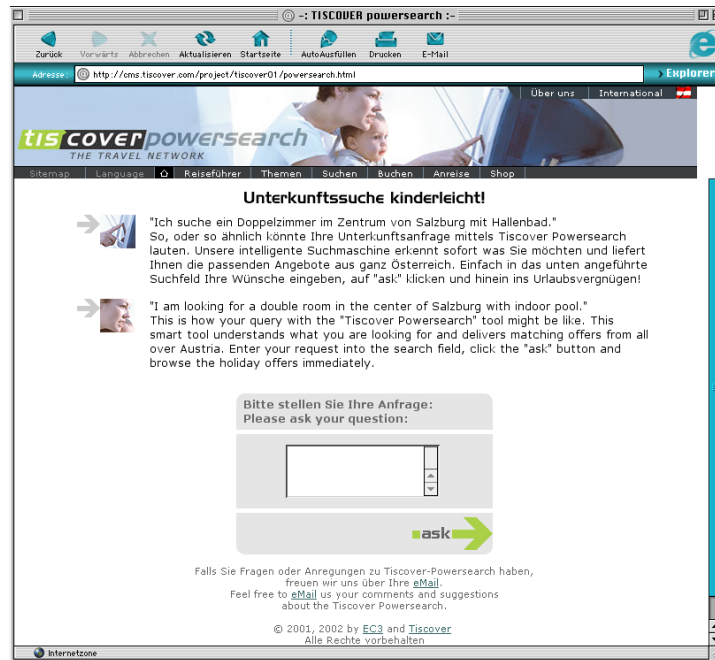 -: TISCOVER powersearch :-
Zurück Vorwärts Abbrechen Aktualisieren Startseite AutoAusfüllen Drucken E-Mail
Adresse: http://cms.tiscover.com/project/tiscover01/powersearch.html Explorer
Über uns International
tiscoverpowersearch
THE TRAVEL NETWORK
Sitemap Language Reiseführer Themen Suchen Buchen Anreise Shop
Unterkunftssuche kinderleicht!
"Ich suche ein Doppelzimmer im Zentrum von Salzburg mit Hallenbad."
So, oder so ähnlich könnte Ihre Unterkunftsanfrage mittels Tiscover Powersearch
lauten. Unsere intelligente Suchmaschine erkennt sofort was Sie möchten und liefert
Ihnen die passenden Angebote aus ganz Österreich. Einfach in das unten angeführte
Suchfeld Ihre Wünsche eingeben, auf "ask" klicken und hinein ins Urlaubsvergnügen!
"I am looking for a double room in the center of Salzburg with indoor pool."
This is how your query with the "Tiscover Powersearch" tool might be like. This
smart tool understands what you are looking for and delivers matching offers from all
over Austria. Enter your request into the search field, click the "ask" button and
browse the holiday offers immediately.
Bitte stellen Sie Ihre Anfrage:
Please ask your question:
ask
Falls Sie Fragen oder Anregungen zu Tiscover-Powersearch haben,
freuen wir uns über Ihre eMail.
Feel free to eMail us your comments and suggestions
about the Tiscover Powersearch.
© 2001, 2002 by EC3 and Tiscover
Alle Rechte vorbehalten
Internetzone